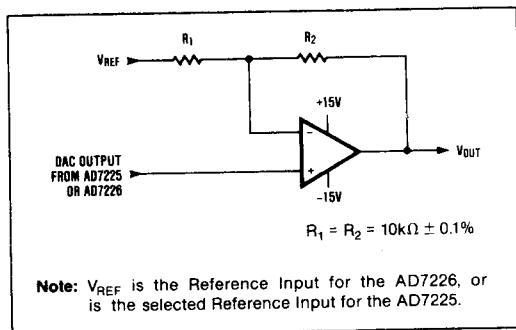 R1
R2
VREF
+15V
−
+
−15V
DAC OUTPUT
FROM AD7225
OR AD7226
VOUT
R1 = R2 = 10kΩ ± 0.1%
Note: VREF is the Reference Input for the AD7226, or
is the selected Reference Input for the AD7225.